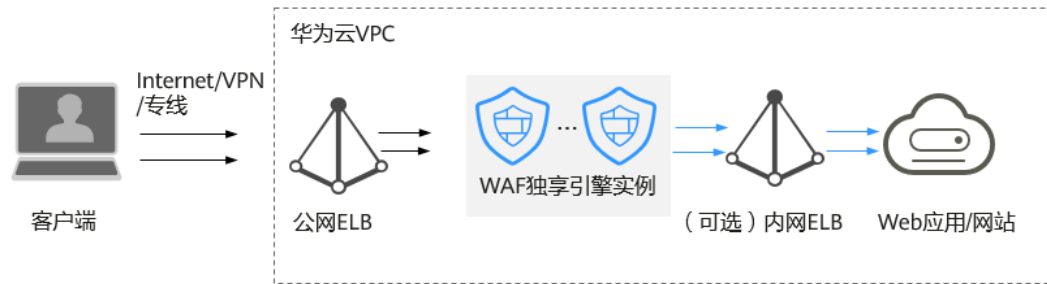 华为云VPC
Internet/VPN
/专线
...
WAF独享引擎实例
客户端
公网ELB
（可选）内网ELB
Web应用/网站